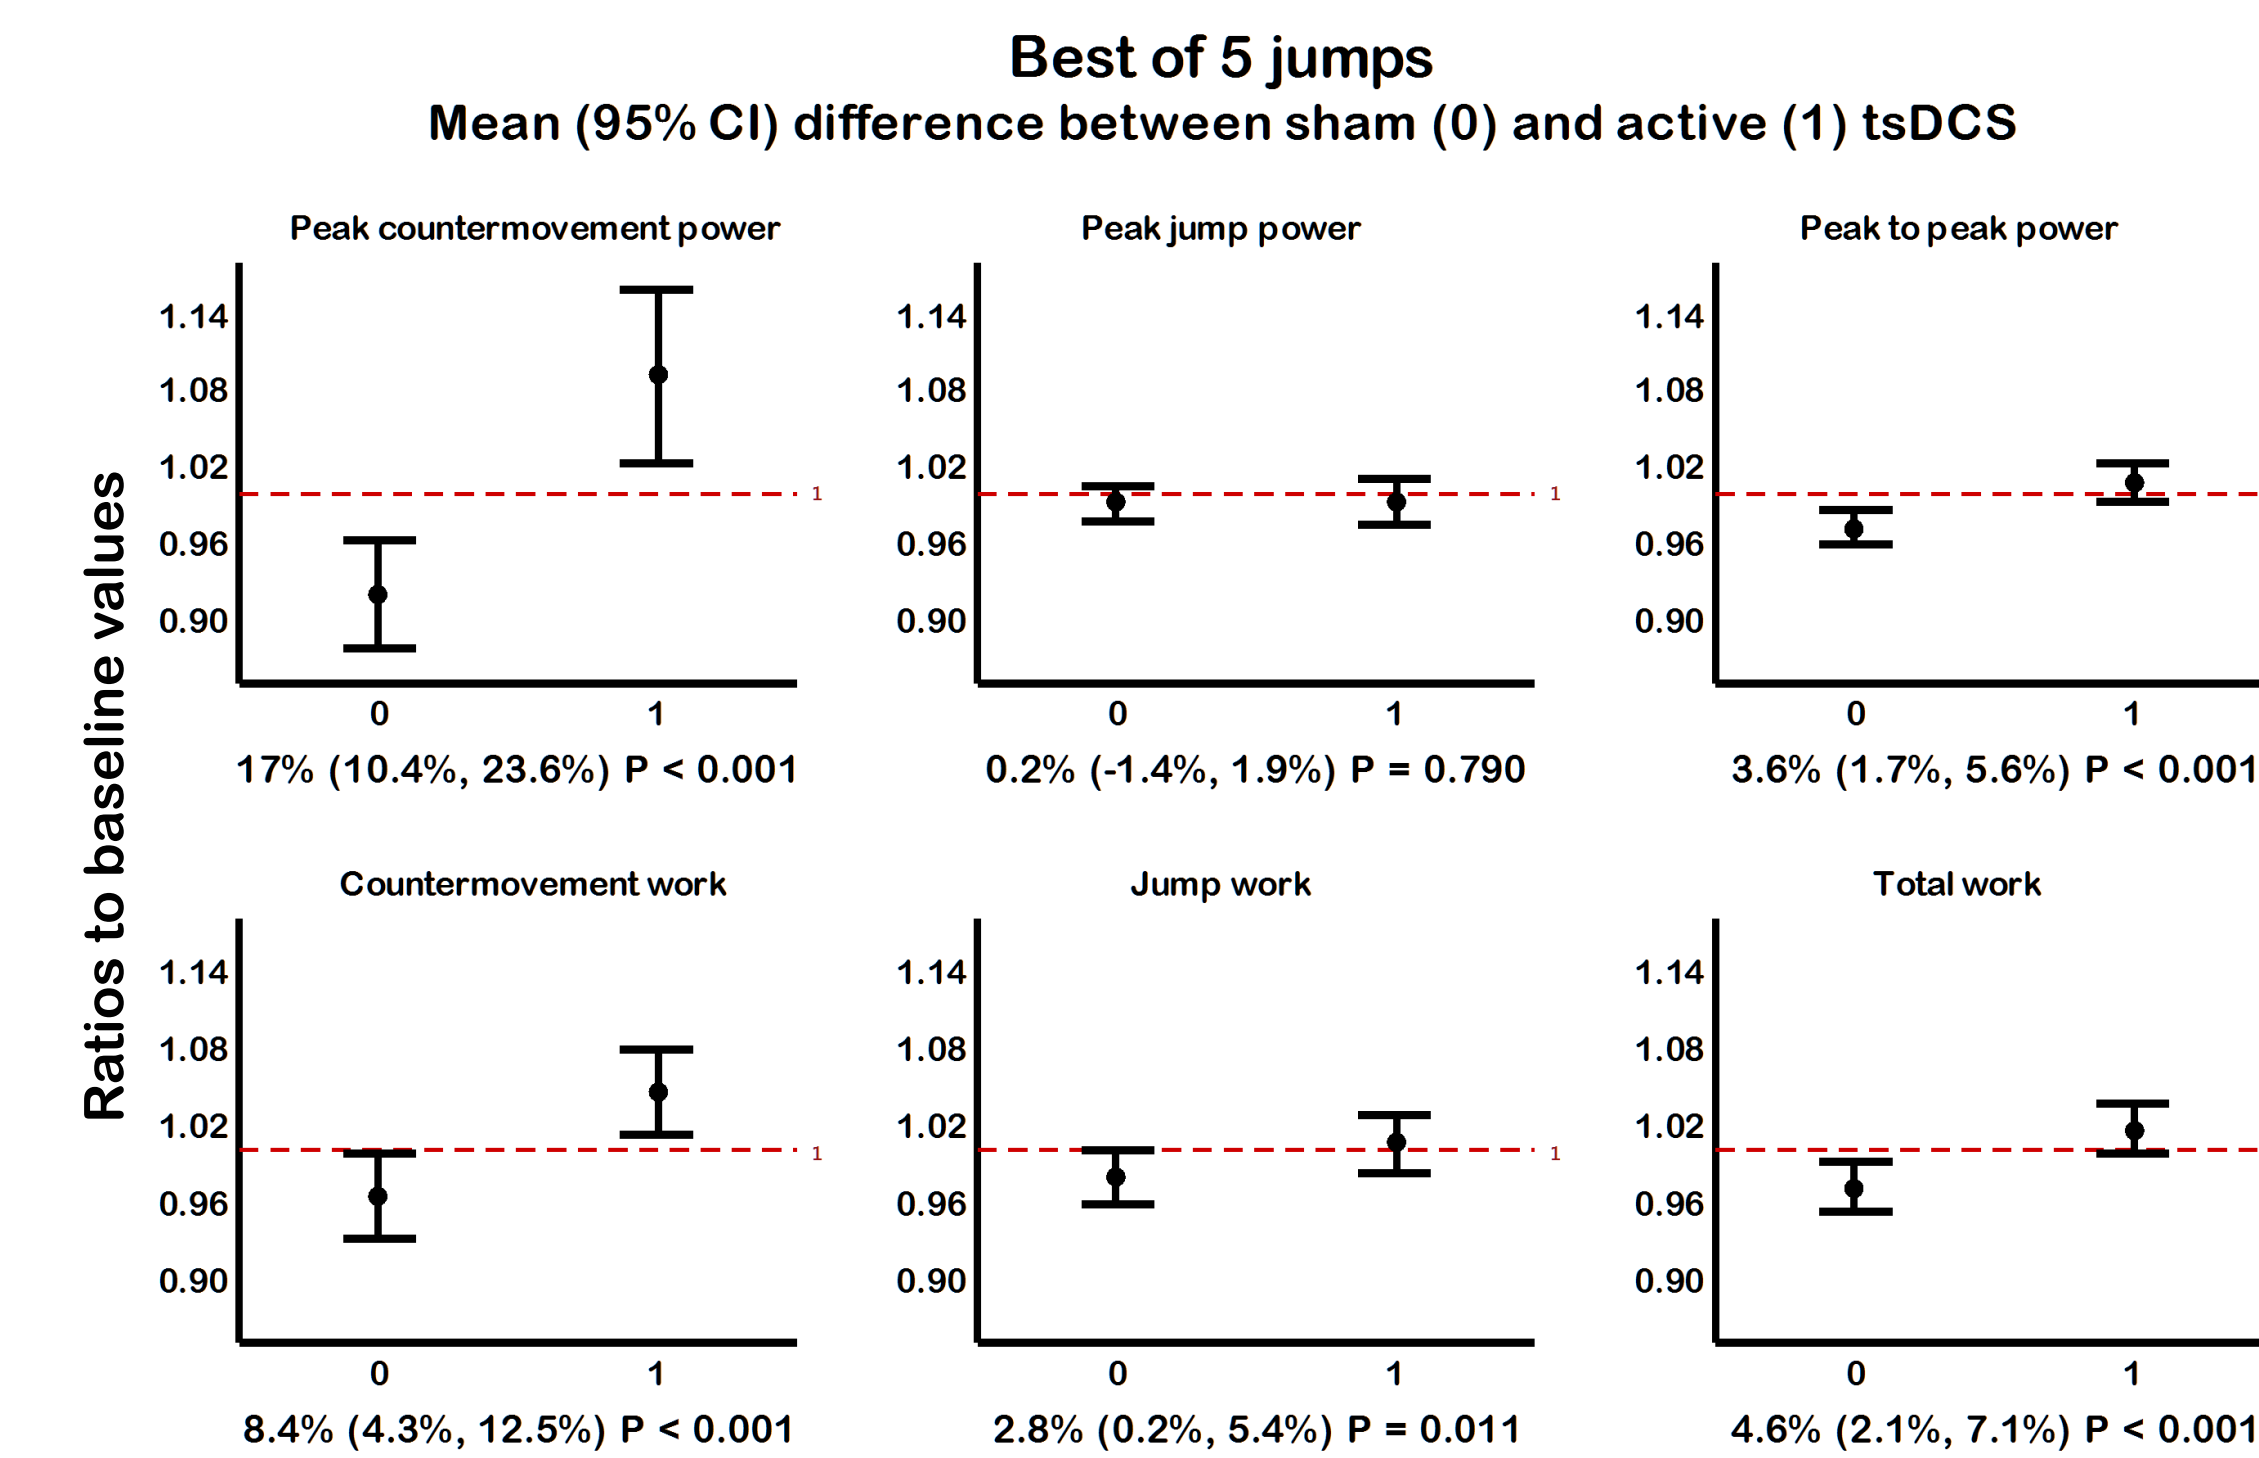 Best of 5 jumps
Mean (95% CI) difference between sham (0) and active (1) tsDCS
Ratios to baseline values
Peak countermovement power
1.14
1.08
1.02
0.96
0.90
1
0 1
17% (10.4%, 23.6%) P < 0.001
Peak jump power
1.14
1.08
1.02
0.96
0.90
1
0 1
0.2% (-1.4%, 1.9%) P = 0.790
Peak to peak power
1.14
1.08
1.02
0.96
0.90
0 1
3.6% (1.7%, 5.6%) P < 0.001
Countermovement work
1.14
1.08
1.02
0.96
0.90
1
0 1
8.4% (4.3%, 12.5%) P < 0.001
Jump work
1.14
1.08
1.02
0.96
0.90
1
0 1
2.8% (0.2%, 5.4%) P = 0.011
Total work
1.14
1.08
1.02
0.96
0.90
0 1
4.6% (2.1%, 7.1%) P < 0.001